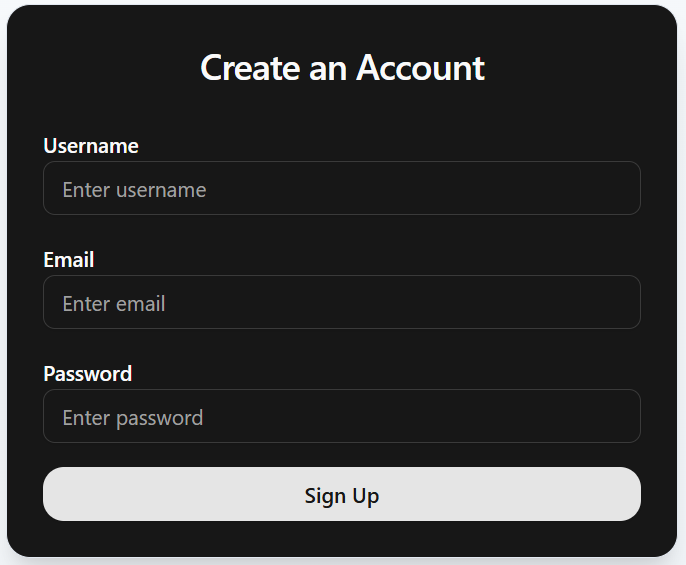 Create an Account
Username
Enter username
Email
Enter email
Password
Enter password
Sign Up